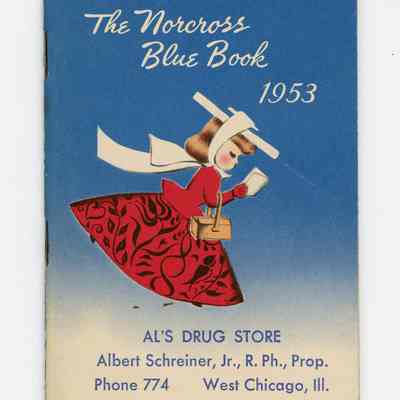 The Norcross
Blue Book
1953
AL'S DRUG STORE
Albert Schreiner, Jr., R. Ph., Prop.
Phone 774 West Chicago, Ill.